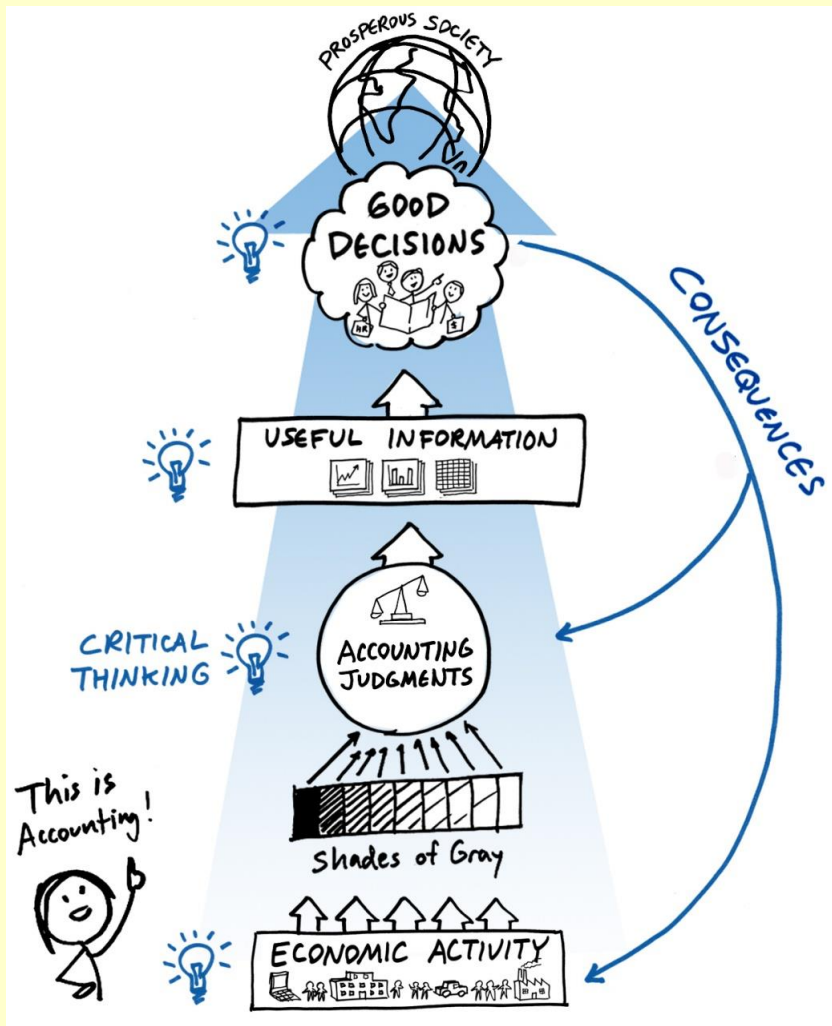 PROSPEROUS SOCIETY
GOOD
DECISIONS
HR
$
CONSEQUENCES
USEFUL INFORMATION
CRITICAL
THINKING
ACCOUNTING
JUDGMENTS
This is
Accounting!
Shades of Gray
ECONOMIC ACTIVITY